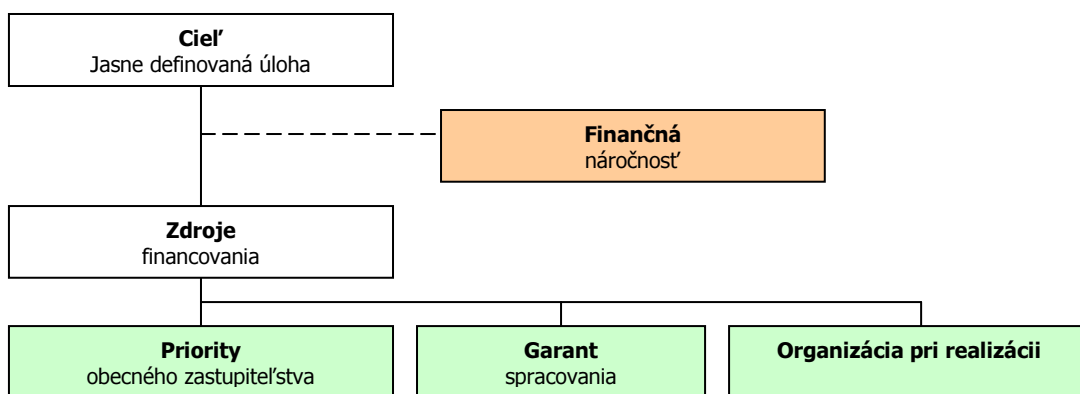 Cieľ
Jasne definovaná úloha
Finančná
náročnosť
Zdroje
financovania
Priority
obecného zastupiteľstva
Garant
spracovania
Organizácia pri realizácii